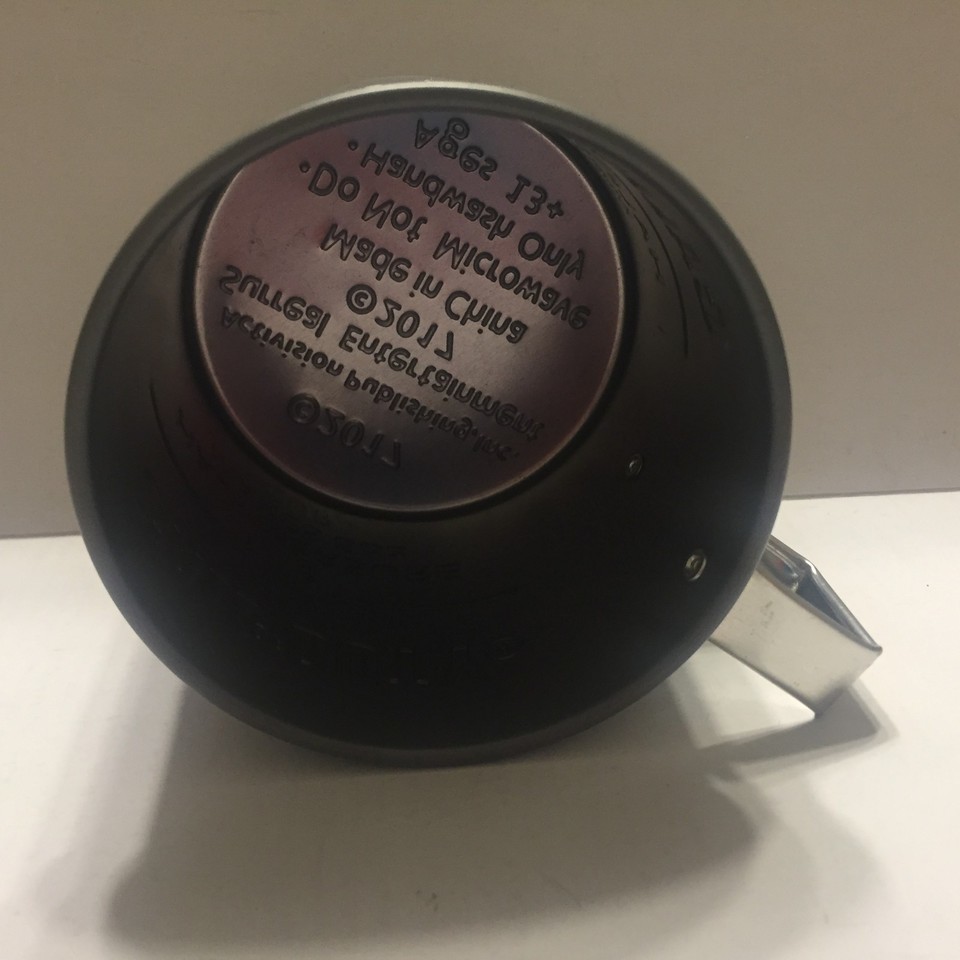 ©2017
Activision Publishing, Inc.
Surreal Entertainment
©2017
Made in China
·Do Not Microwave
·Handwash Only
Ages 13+